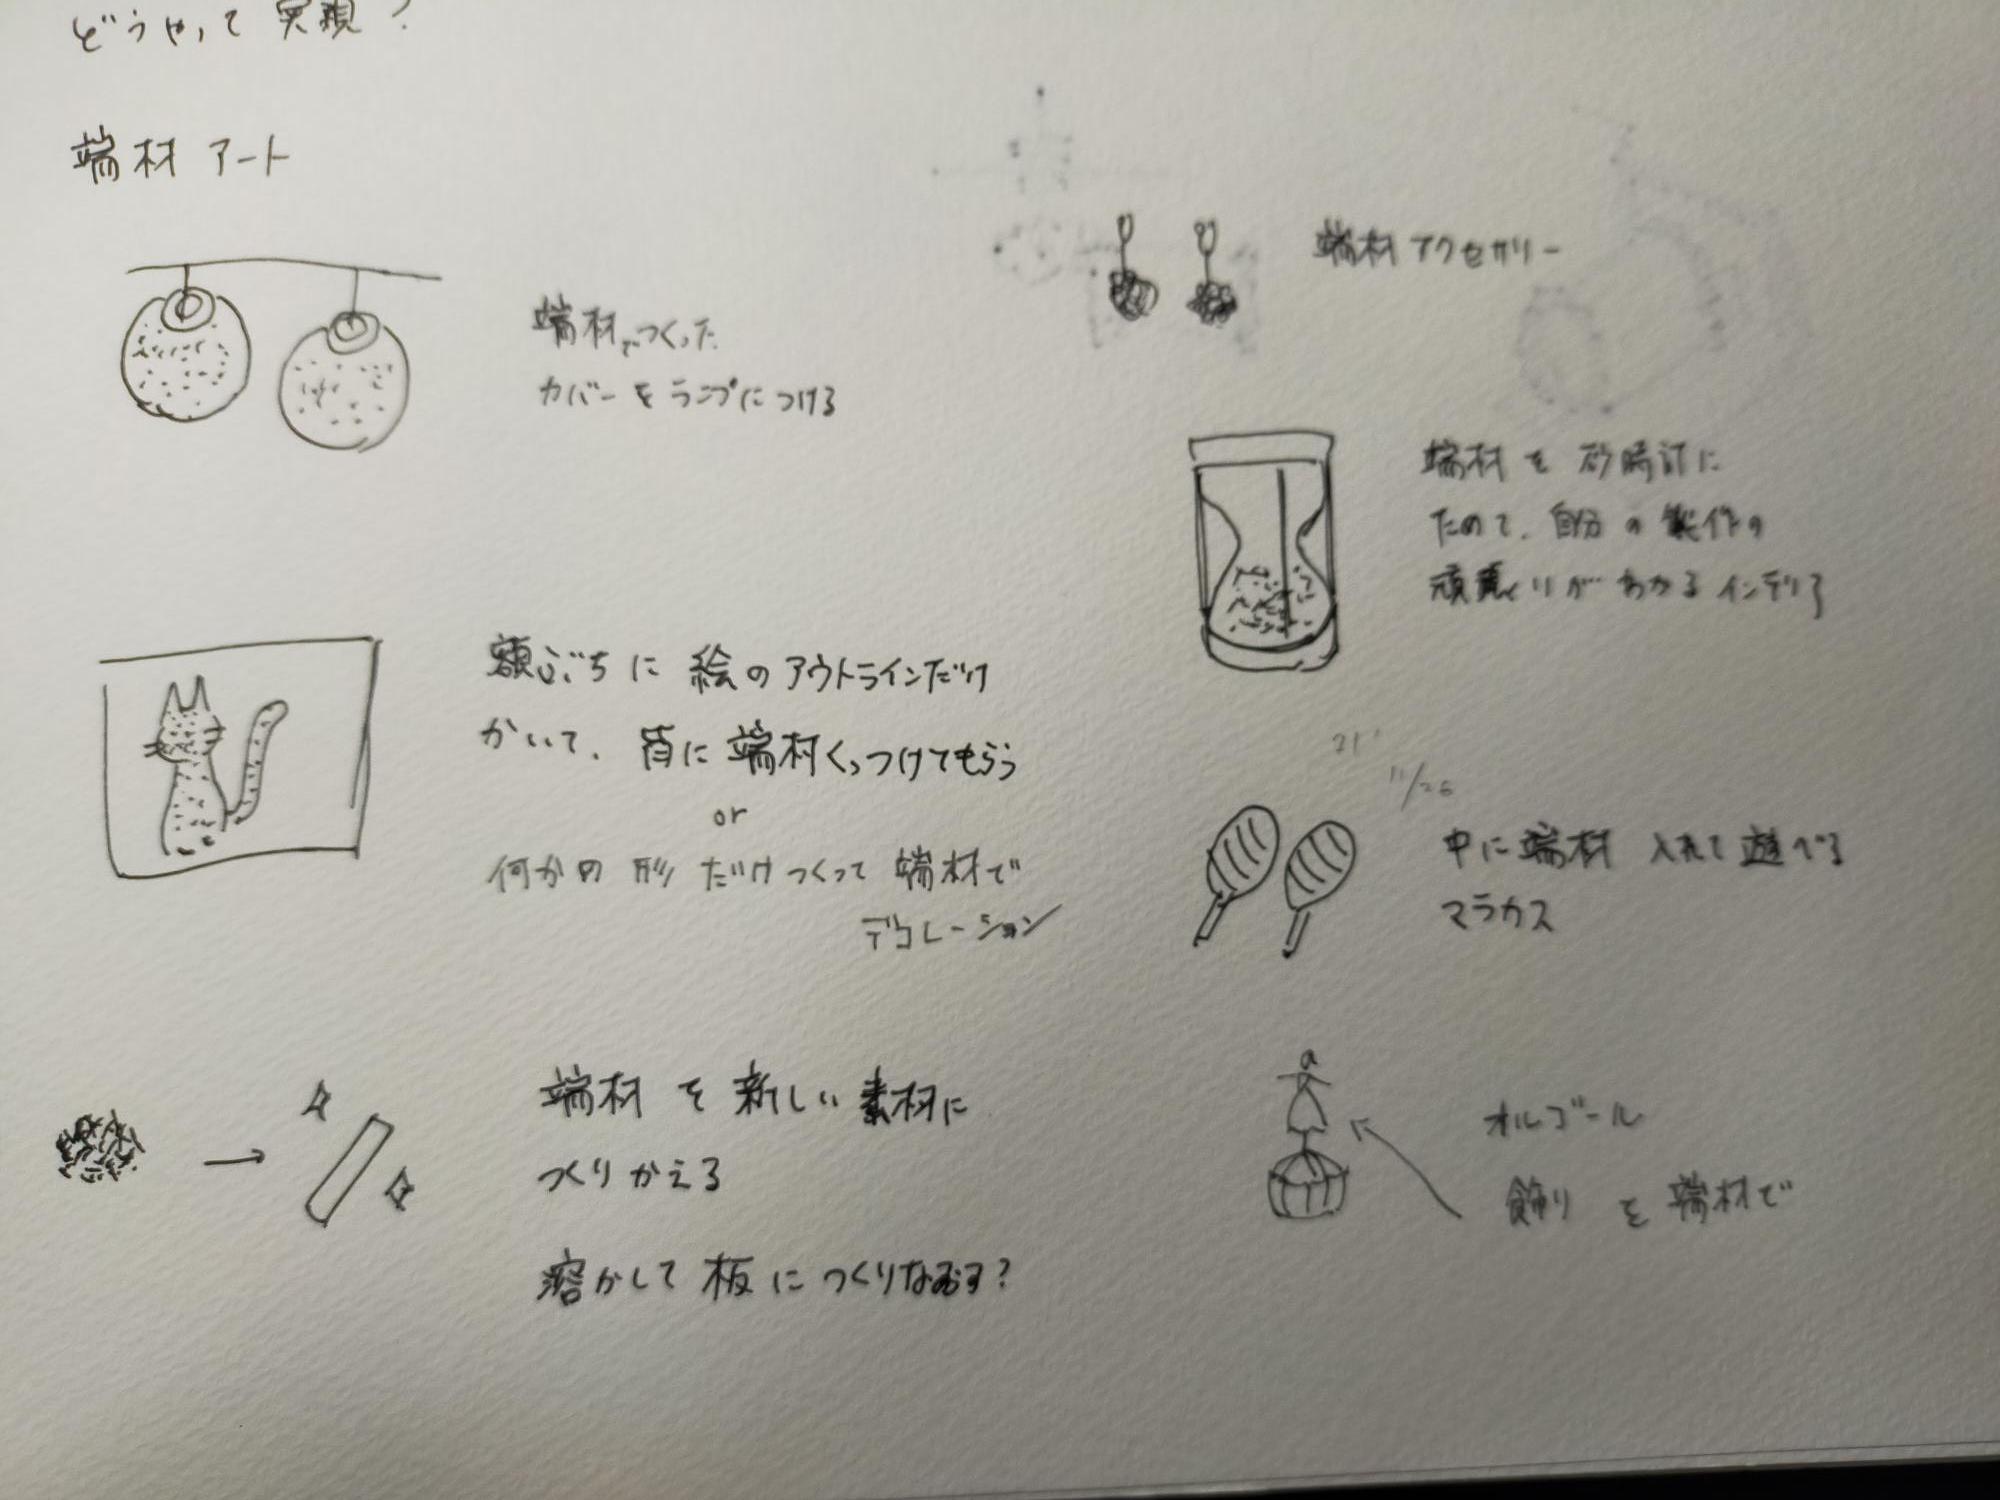 どうやって実現?
端材アート
端材でつくった
カバーをランプにつける
額ぶちに絵のアウトラインだけ
かいて、皆に端材くっつけてもらう
or
何かの形だけつくって端材で
デコレーション
端材を新しい素材に
つくりかえる
溶かして板につくりなおす?
端材アクセサリー
端材を砂時計に
ためて、自分の製作の
頑張りがわかるインテリア
21'
11/26
中に端材入れて遊べる
マラカス
オルゴール
飾りを端材で